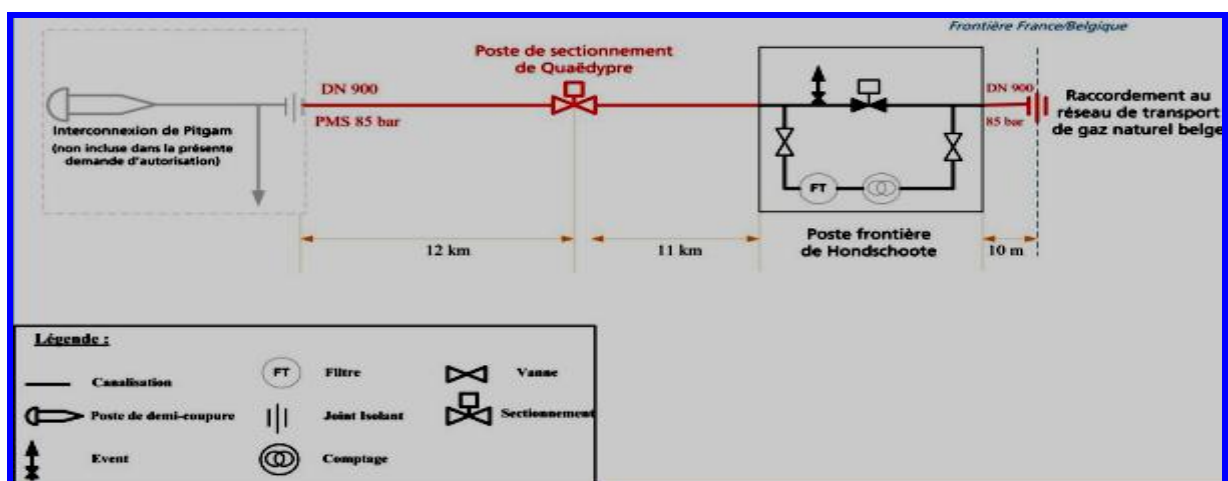 Frontière France/Belgique
Poste de sectionnement
de Quaëdypre
DN 900
PMS 85 bar
DN 900
85 bar
Raccordement au
réseau de transport
de gaz naturel belge
Interconnexion de Pitgam
(non incluse dans la présente
demande d'autorisation)
FT
Poste frontière
de Hondschoote
12 km
11 km
10 m
Légende :
Canalisation
FT
Filtre
Vanne
Poste de demi-coupure
Joint Isolant
Sectionnement
Event
Comptage